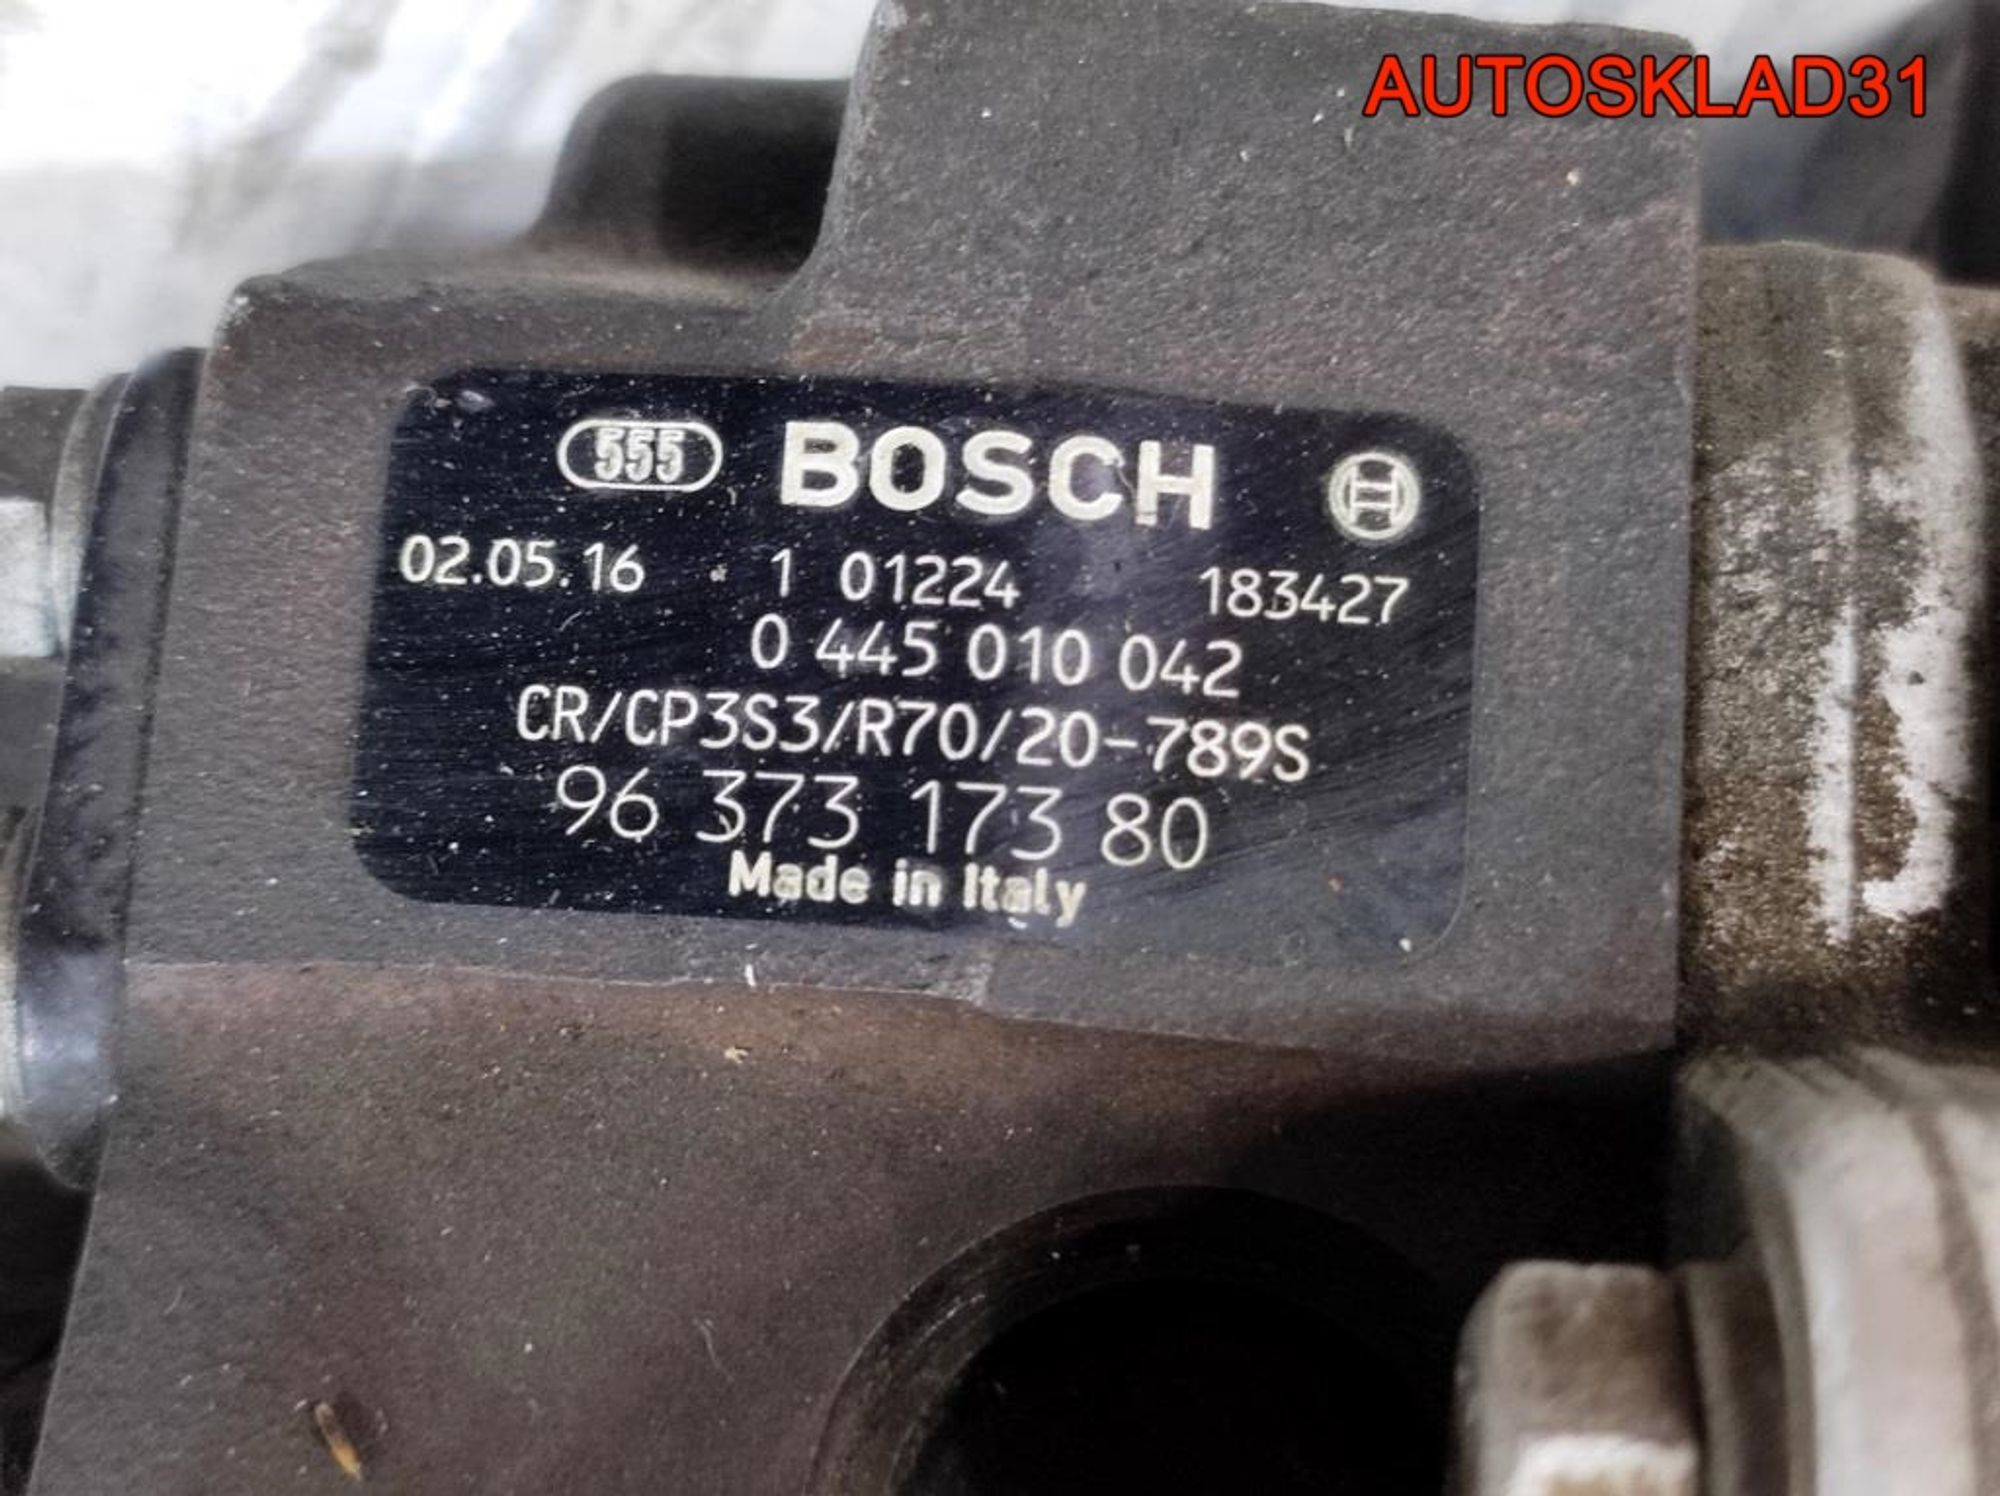 AUTOSKLAD31
555 BOSCH
02.05.16 1 01224 183427
0 445 010 042
CR/CP3S3/R70/20-789S
96 373 173 80
Made in Italy